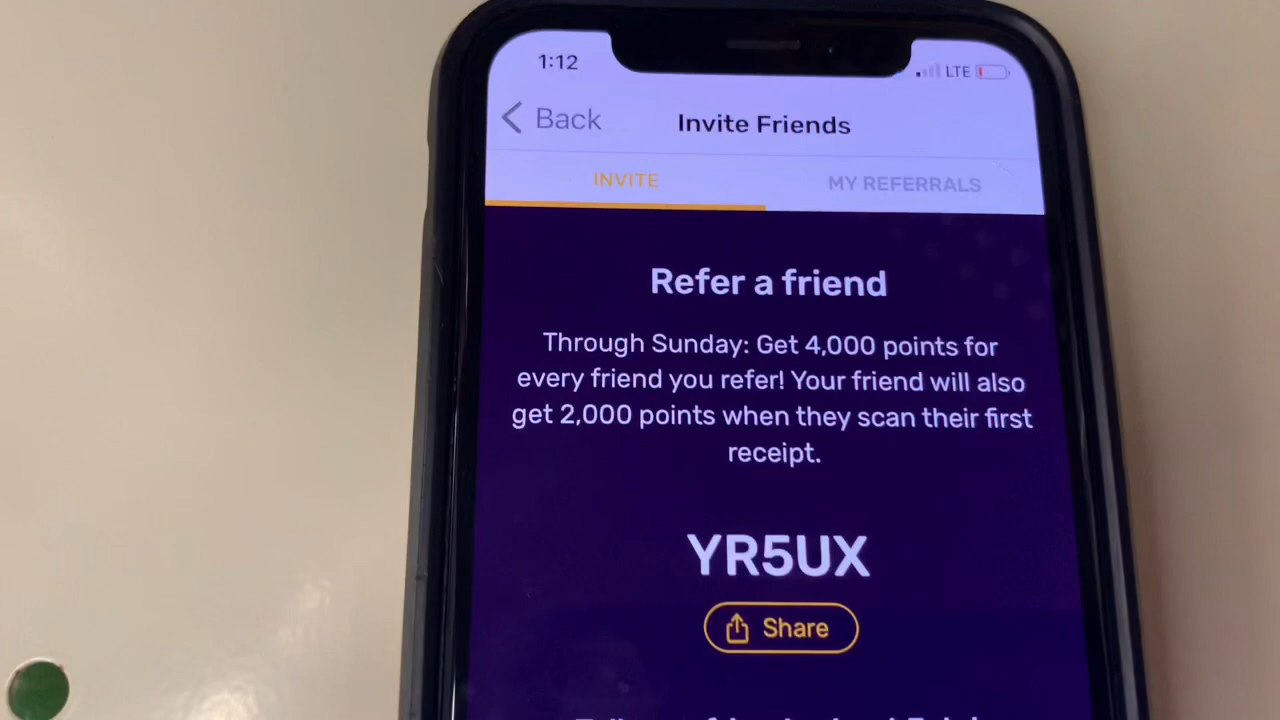 1:12 LTE
Back Invite Friends
INVITE MY REFERRALS
Refer a friend
Through Sunday: Get 4,000 points for
every friend you refer! Your friend will also
get 2,000 points when they scan their first
receipt.
YR5UX
Share